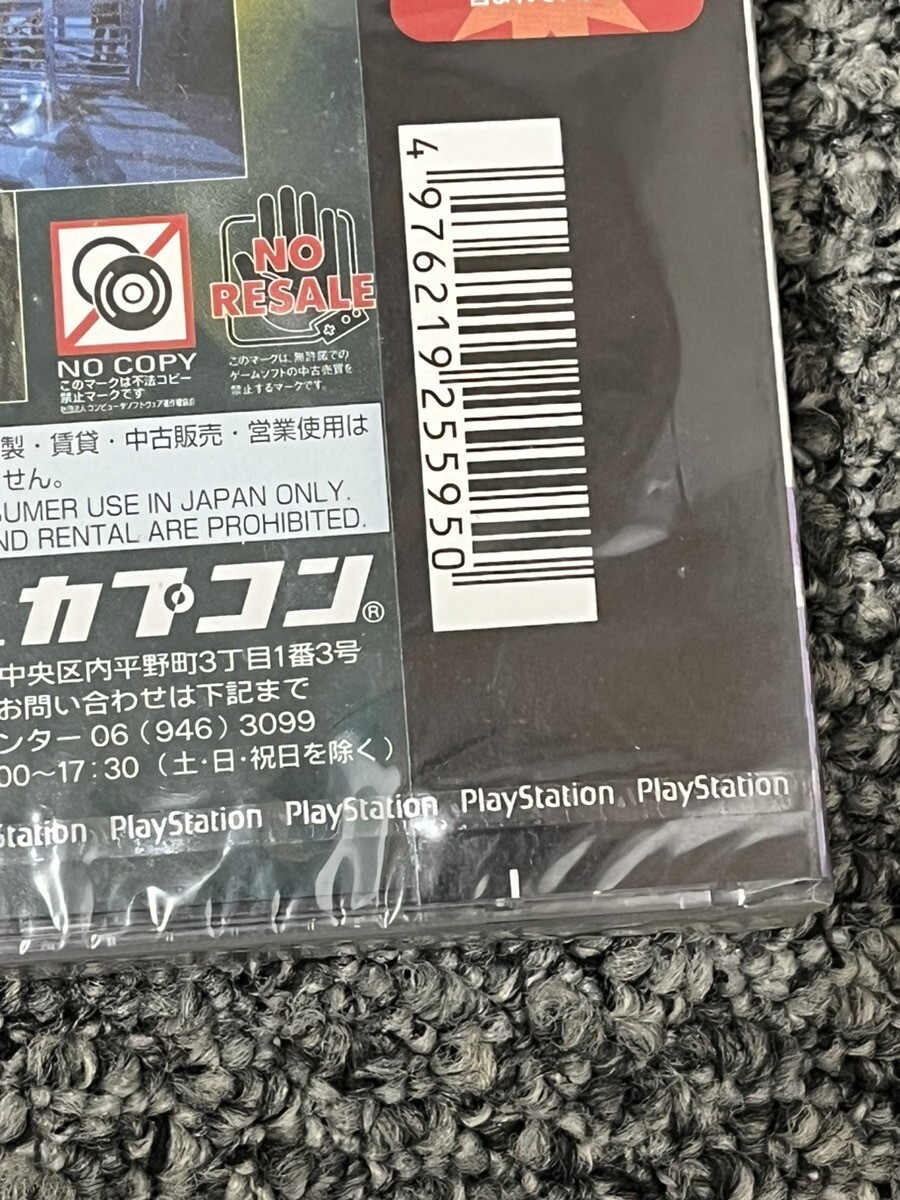 NO COPY
このマークは不法コピー
禁止マークです
NO
RESALE
このマークは、無許諾での
ゲームソフトの中古売買を
禁止するマークです。
4 976219 255950
製・賃貸・中古販売・営業使用は
せん。
SUMER USE IN JAPAN ONLY.
ND RENTAL ARE PROHIBITED.
カプコン®
中央区内平野町3丁目1番3号
お問い合わせは下記まで
ンター 06(946)3099
00〜17:30(土・日・祝日を除く)
Station PlayStation PlayStation PlayStation PlayStation